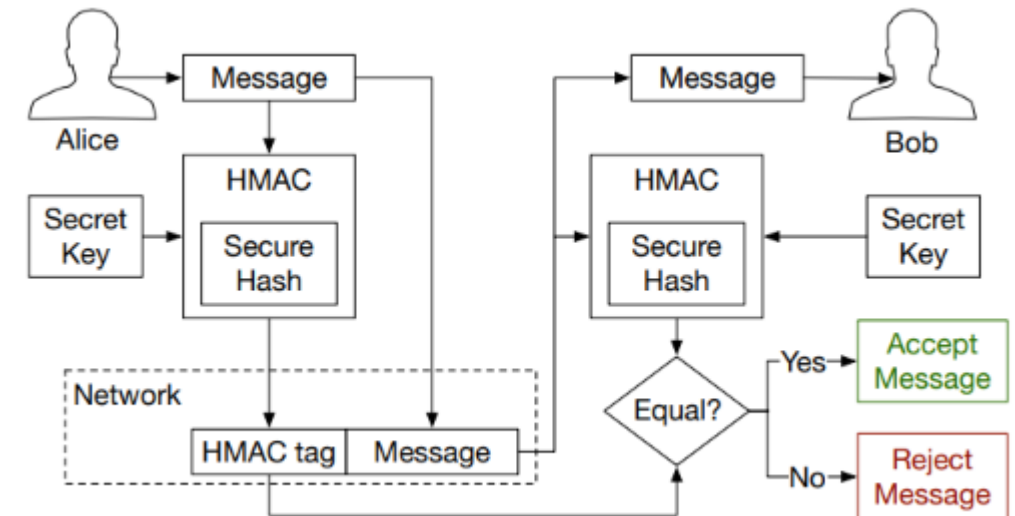 Message
Message
Alice
Bob
HMAC
HMAC
Secret
Key
Secure
Hash
Secure
Hash
Secret
Key
Network
HMAC tag
Message
Equal?
Yes
Accept
Message
No
Reject
Message